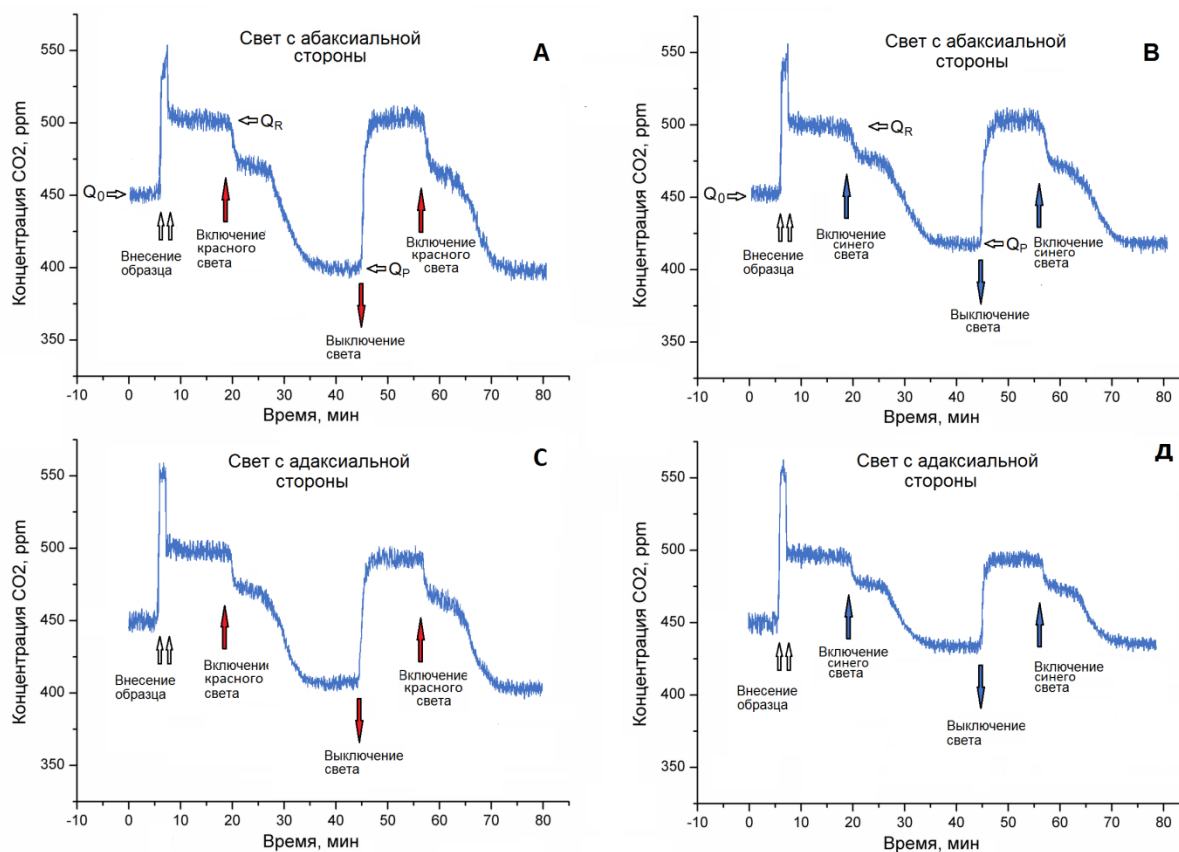 Свет с абаксиальной
стороны
A
Концентрация CO2, ppm
550
500
450
400
350
Q0
QR
QP
Внесение
образца
Включение
красного
света
Включение
красного
света
Выключение
света
-10 0 10 20 30 40 50 60 70 80
Время, мин
Свет с абаксиальной
стороны
B
Концентрация CO2, ppm
550
500
450
400
350
Q0
QR
QP
Внесение
образца
Включение
синего
света
Включение
синего
света
Выключение
света
-10 0 10 20 30 40 50 60 70 80
Время, мин
Свет с адаксиальной
стороны
C
Концентрация CO2, ppm
550
500
450
400
350
Внесение
образца
Включение
красного
света
Включение
красного
света
Выключение
света
-10 0 10 20 30 40 50 60 70 80
Время, мин
Свет с адаксиальной
стороны
Д
Концентрация CO2, ppm
550
500
450
400
350
Внесение
образца
Включение
синего
света
Включение
синего
света
Выключение
света
-10 0 10 20 30 40 50 60 70 80
Время, мин